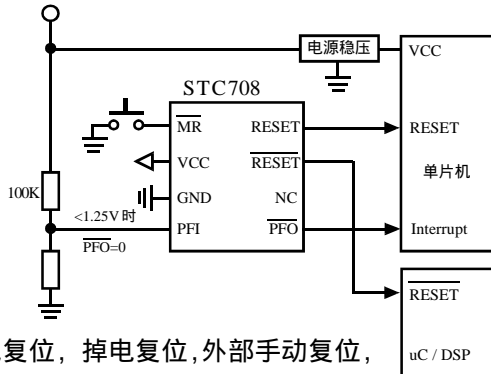 电源稳压
VCC
STC708
MR
RESET
RESET
VCC
RESET
单片机
100K
<1.25V 时
GND
NC
PFI
PFO
Interrupt
PFO=0
RESET
复位，掉电复位,外部手动复位，
uC / DSP